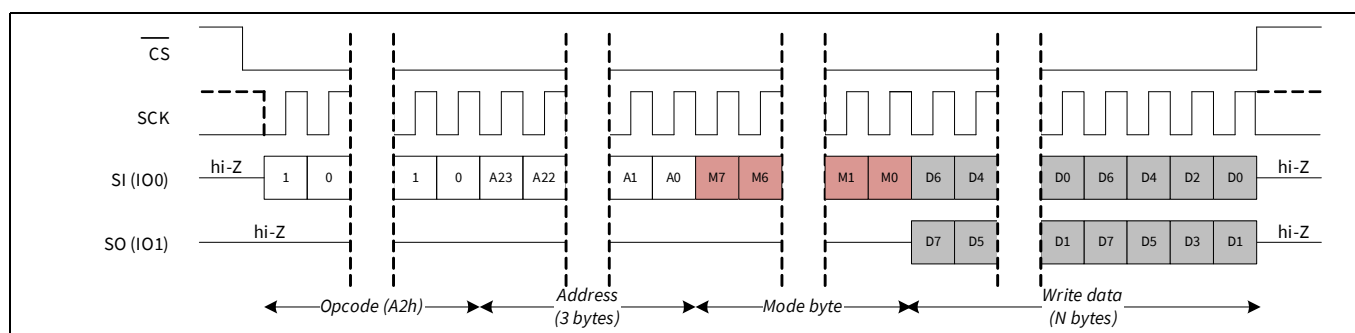 CS
SCK
hi-Z
SI (IO0) 1 0 1 0 A23 A22 A1 A0 M7 M6 M1 M0 D6 D4 D0 D6 D4 D2 D0 hi-Z
SO (IO1) hi-Z D7 D5 D1 D7 D5 D3 D1 hi-Z
Opcode (A2h) Address (3 bytes) Mode byte Write data (N bytes)